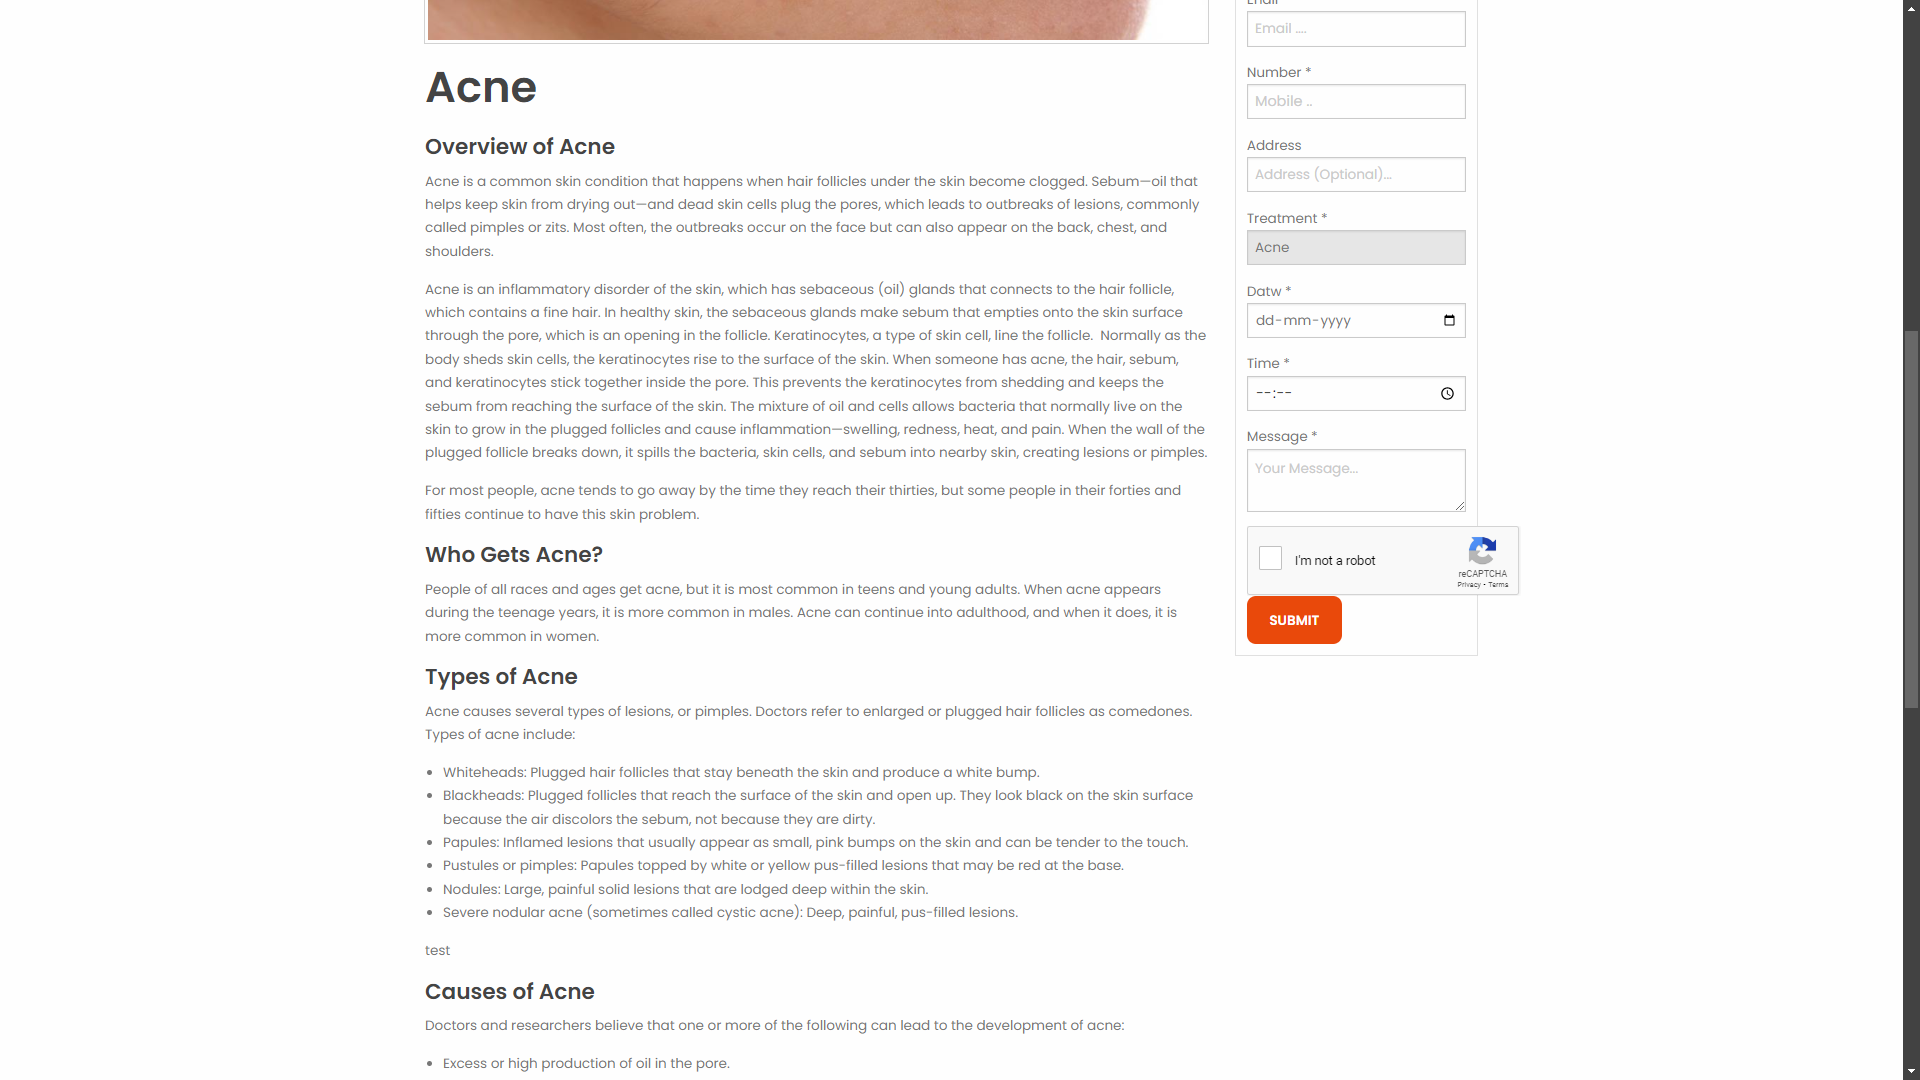 Acne
Overview of Acne
Acne is a common skin condition that happens when hair follicles under the skin become clogged. Sebum—oil that
helps keep skin from drying out—and dead skin cells plug the pores, which leads to outbreaks of lesions, commonly
called pimples or zits. Most often, the outbreaks occur on the face but can also appear on the back, chest, and
shoulders.
Acne is an inflammatory disorder of the skin, which has sebaceous (oil) glands that connects to the hair follicle,
which contains a fine hair. In healthy skin, the sebaceous glands make sebum that empties onto the skin surface
through the pore, which is an opening in the follicle. Keratinocytes, a type of skin cell, line the follicle.  Normally as the
body sheds skin cells, the keratinocytes rise to the surface of the skin. When someone has acne, the hair, sebum,
and keratinocytes stick together inside the pore. This prevents the keratinocytes from shedding and keeps the
sebum from reaching the surface of the skin. The mixture of oil and cells allows bacteria that normally live on the
skin to grow in the plugged follicles and cause inflammation—swelling, redness, heat, and pain. When the wall of the
plugged follicle breaks down, it spills the bacteria, skin cells, and sebum into nearby skin, creating lesions or pimples.
For most people, acne tends to go away by the time they reach their thirties, but some people in their forties and
fifties continue to have this skin problem.
Who Gets Acne?
People of all races and ages get acne, but it is most common in teens and young adults. When acne appears
during the teenage years, it is more common in males. Acne can continue into adulthood, and when it does, it is
more common in women.
Types of Acne
Acne causes several types of lesions, or pimples. Doctors refer to enlarged or plugged hair follicles as comedones.
Types of acne include:
• Whiteheads: Plugged hair follicles that stay beneath the skin and produce a white bump.
• Blackheads: Plugged follicles that reach the surface of the skin and open up. They look black on the skin surface
because the air discolors the sebum, not because they are dirty.
• Papules: Inflamed lesions that usually appear as small, pink bumps on the skin and can be tender to the touch.
• Pustules or pimples: Papules topped by white or yellow pus-filled lesions that may be red at the base.
• Nodules: Large, painful solid lesions that are lodged deep within the skin.
• Severe nodular acne (sometimes called cystic acne): Deep, painful, pus-filled lesions.
test
Causes of Acne
Doctors and researchers believe that one or more of the following can lead to the development of acne:
• Excess or high production of oil in the pore.
Email
Email ....
Number *
Mobile ..
Address
Address (Optional)...
Treatment *
Acne
Datw *
dd-mm-yyyy
Time *
--:--
Message *
Your Message...
I'm not a robot
reCAPTCHA
Privacy - Terms
SUBMIT